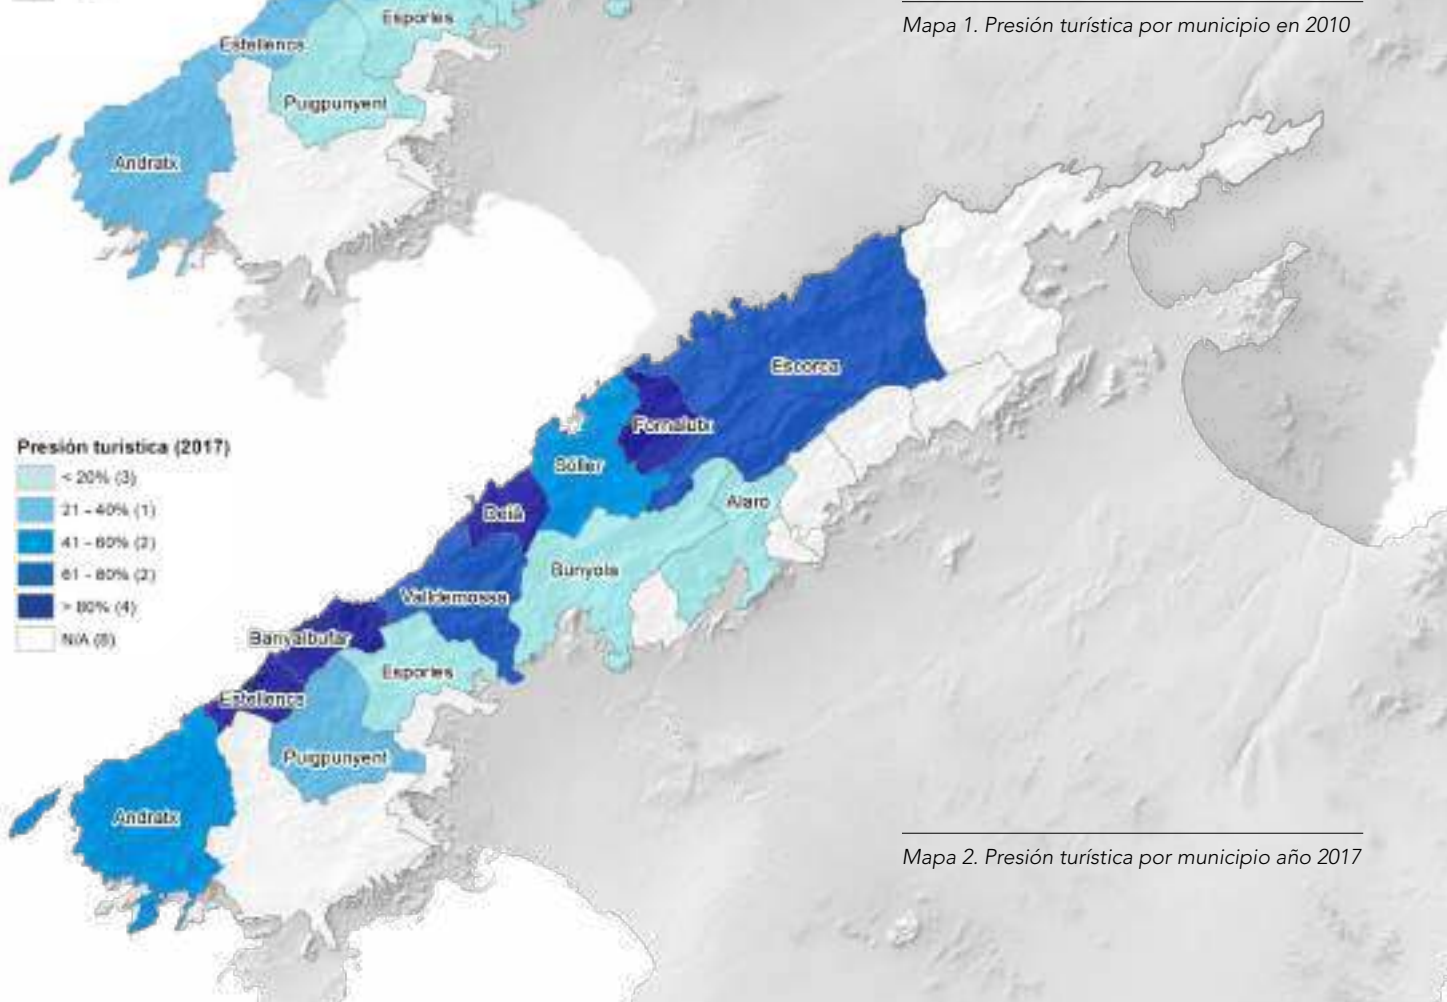 Esporles
Mapa 1. Presión turística por municipio en 2010
Estellencs
Puigpunyent
Andratx
Escorca
Fornalutx
Presión turística (2017)
Sóller
< 20% (3)
Alaró
21 - 40% (1)
Deià
41 - 60% (2)
Bunyola
61 - 80% (2)
Valldemossa
> 80% (4)
Banyalbufar
N/A (8)
Esporles
Estellencs
Puigpunyent
Andratx
Mapa 2. Presión turística por municipio año 2017